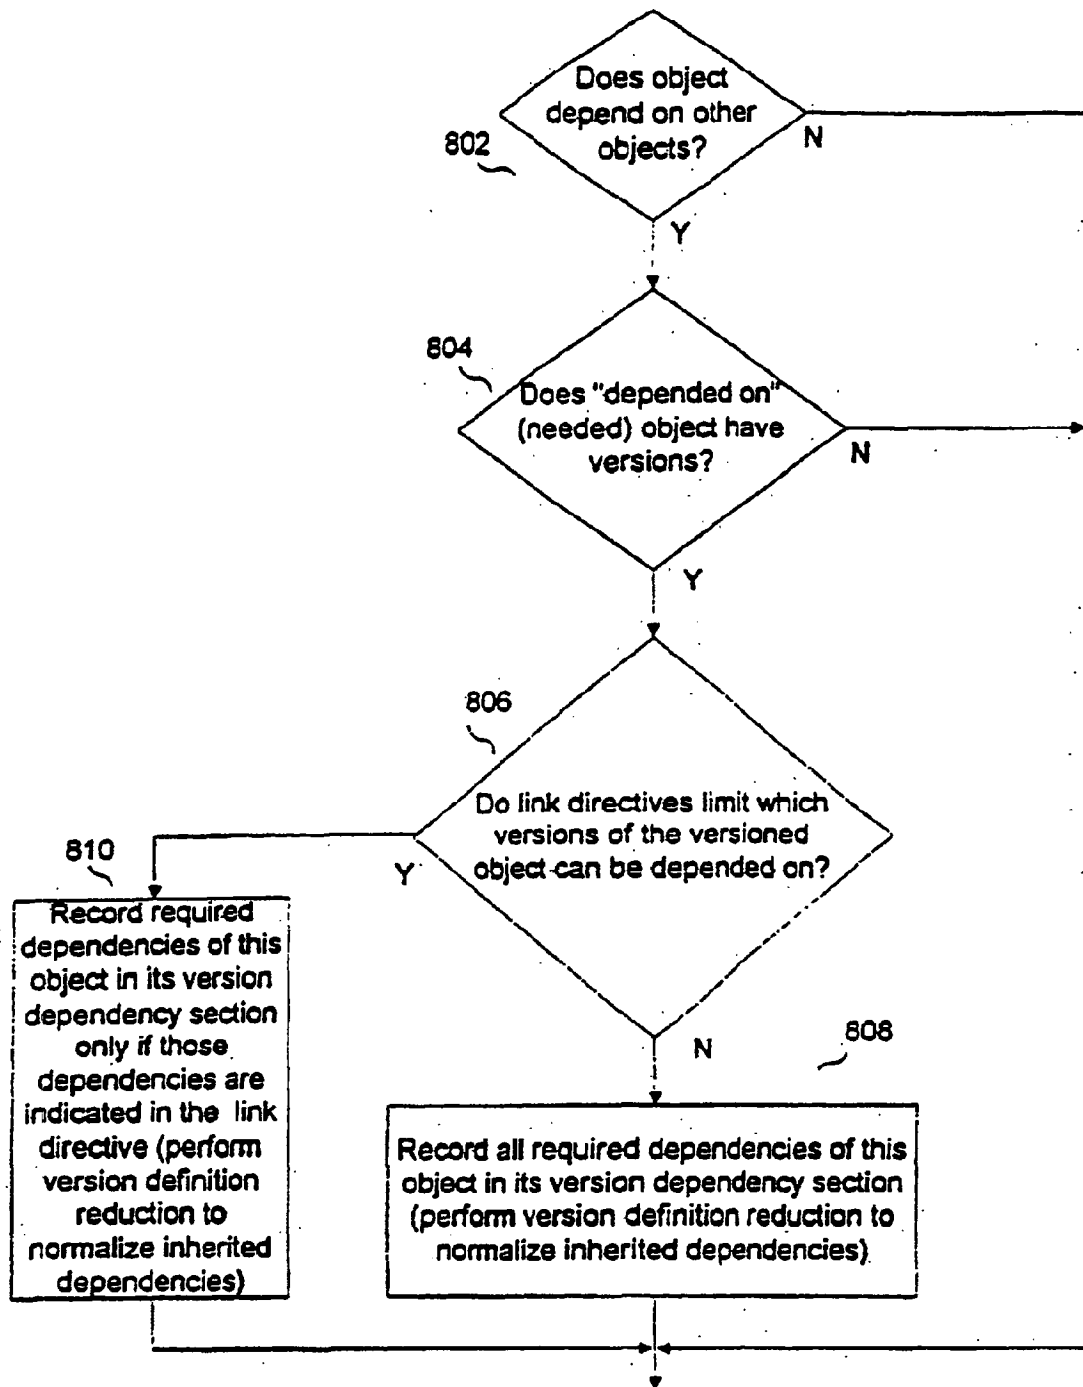 Does object
depend on other
objects?
802
N
Y
804
Does "depended on"
(needed) object have
versions?
N
Y
806
Do link directives limit which
versions of the versioned
object can be depended on?
Y
N
810
Record required
dependencies of this
object in its version
dependency section
only if those
dependencies are
indicated in the link
directive (perform
version definition
reduction to
normalize inherited
dependencies)
808
Record all required dependencies of this
object in its version dependency section
(perform version definition reduction to
normalize inherited dependencies)